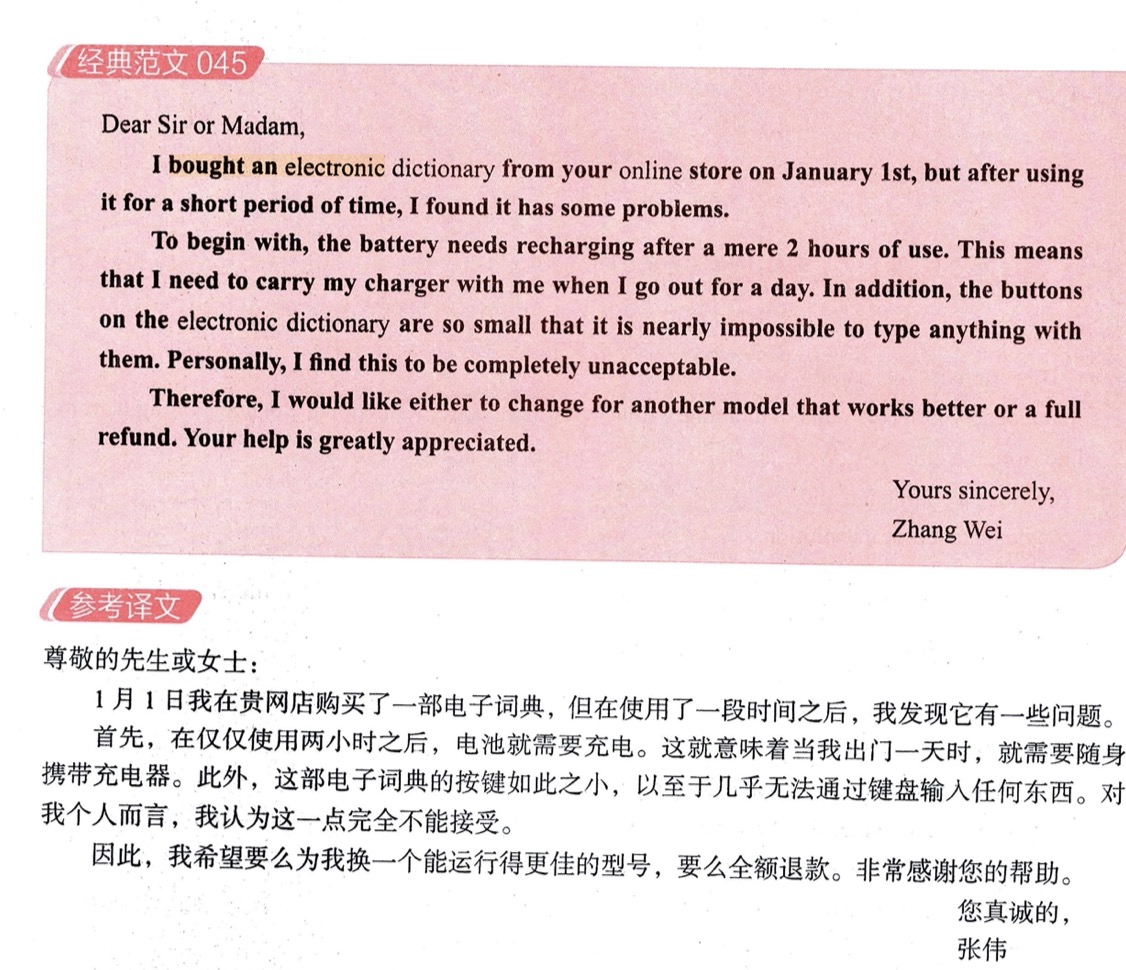 经典范文 045
Dear Sir or Madam,
I bought an electronic dictionary from your online store on January 1st, but after using
it for a short period of time, I found it has some problems.
To begin with, the battery needs recharging after a mere 2 hours of use. This means
that I need to carry my charger with me when I go out for a day. In addition, the buttons
on the electronic dictionary are so small that it is nearly impossible to type anything with
them. Personally, I find this to be completely unacceptable.
Therefore, I would like either to change for another model that works better or a full
refund. Your help is greatly appreciated.
Yours sincerely,
Zhang Wei
参考译文
尊敬的先生或女士：
1 月 1 日我在贵网店购买了一部电子词典，但在使用了一段时间之后，我发现它有一些问题。
首先，在仅仅使用两小时之后，电池就需要充电。这就意味着当我出门一天时，就需要随身
携带充电器。此外，这部电子词典的按键如此之小，以至于几乎无法通过键盘输入任何东西。对
我个人而言，我认为这一点完全不能接受。
因此，我希望要么为我换一个能运行得更佳的型号，要么全额退款。非常感谢您的帮助。
您真诚的，
张伟